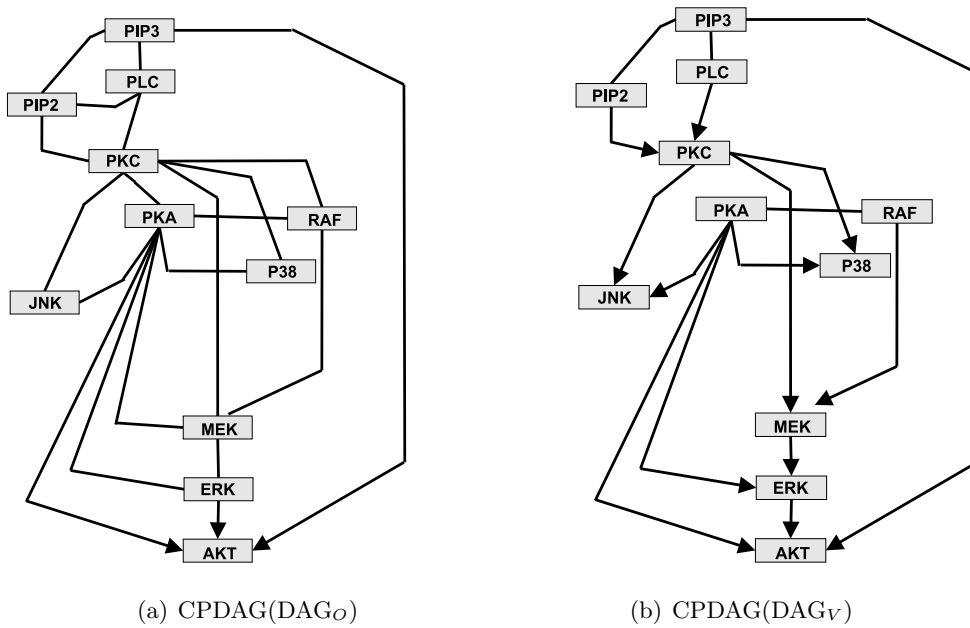 PIP3
PLC
PIP2
PKC
PKA
RAF
P38
JNK
MEK
ERK
AKT
(a) CPDAG(DAG_O)
PIP3
PLC
PIP2
PKC
PKA
RAF
P38
JNK
MEK
ERK
AKT
(b) CPDAG(DAG_V)